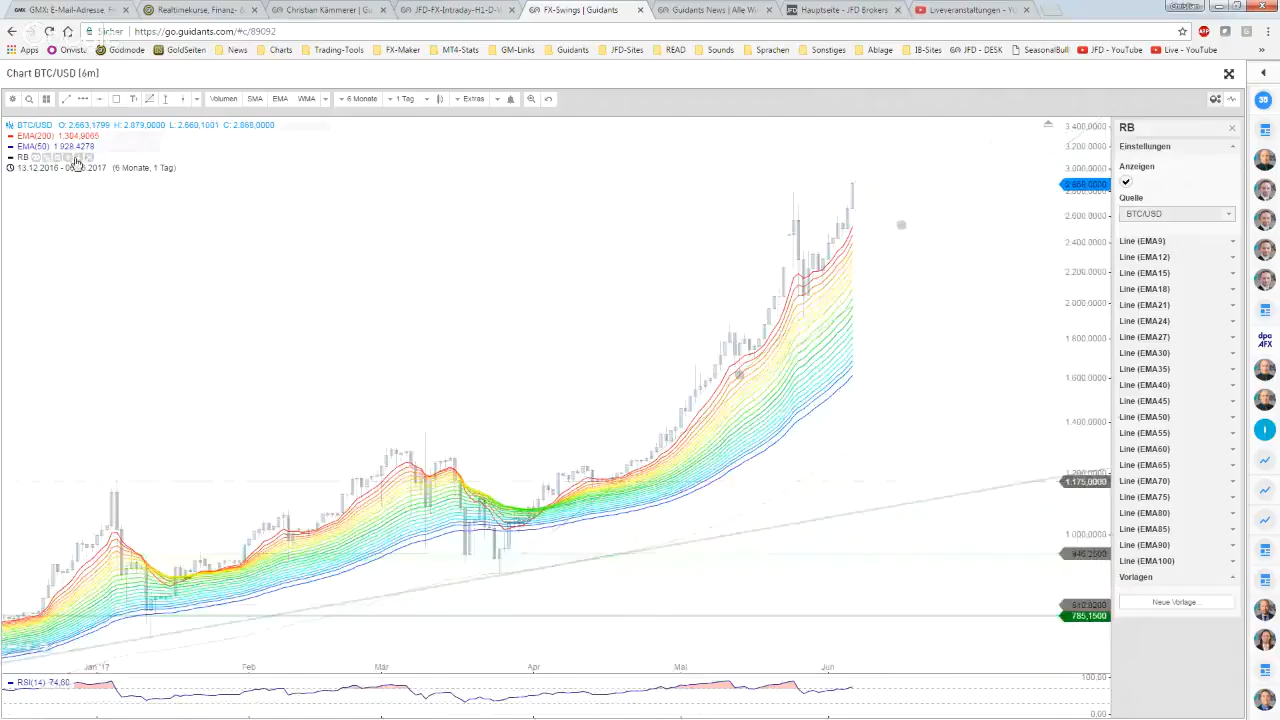 GMX: E-Mail-Adresse, F
Realtimekurse, Finanz- &
Christian Kämmerer | Gui
JFD-FX-Intraday-H1-D-W
FX-Swings | Guidants
Guidants News | Alle Wi
Hauptseite - JFD Brokers
Liveveranstaltungen - Yo
Sicher | https://go.guidants.com/#c/89092
Apps Onvista Godmode GoldSeiten News Charts Trading-Tools FX-Maker MT4-Stats GM-Links Guidants JFD-Sites READ Sounds Sprachen Sonstiges Ablage IB-Sites JFD - DESK SeasonalBull JFD - YouTube Live - YouTube
Chart BTC/USD [6m]
Volumen SMA EMA WMA 6 Monate 1 Tag Extras
BTC/USD O: 2.663,1799 H: 2.879,0000 L: 2.660,1001 C: 2.868,0000
EMA(200) 1.304,9065
EMA(50) 1.928,4278
RB
13.12.2016 - 2017 (6 Monate, 1 Tag)
3.400,0000
3.200,0000
3.000,0000
2.868,0000
2.600,0000
2.400,0000
2.200,0000
2.000,0000
1.800,0000
1.600,0000
1.400,0000
1.175,0000
1.000,0000
785,1500
Jan '17 Feb Mär Apr Mai Jun
RSI(14) 74,60
100,00
0,00
RB
Einstellungen
Anzeigen
Quelle
BTC/USD
Line (EMA9)
Line (EMA12)
Line (EMA15)
Line (EMA18)
Line (EMA21)
Line (EMA24)
Line (EMA27)
Line (EMA30)
Line (EMA35)
Line (EMA40)
Line (EMA45)
Line (EMA50)
Line (EMA55)
Line (EMA60)
Line (EMA65)
Line (EMA70)
Line (EMA75)
Line (EMA80)
Line (EMA85)
Line (EMA90)
Line (EMA100)
Vorlagen
Neue Vorlage...
dpa
AFX